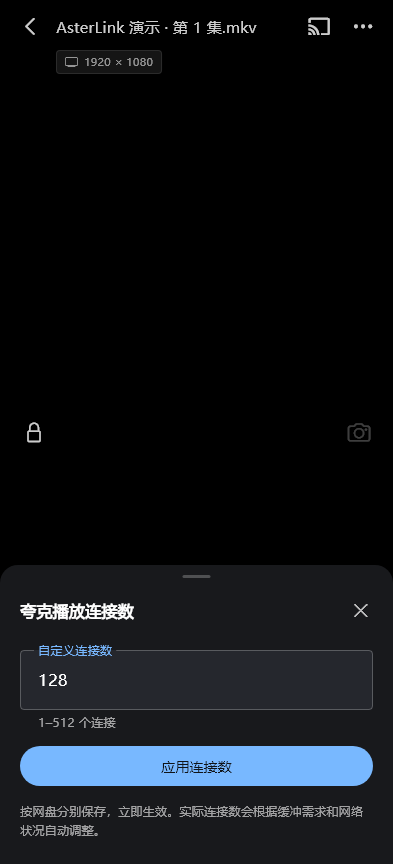 AsterLink 演示 · 第 1 集.mkv
1920 × 1080
夸克播放连接数
自定义连接数
128
1–512 个连接
应用连接数
按网盘分别保存，立即生效。实际连接数会根据缓冲需求和网络
状况自动调整。